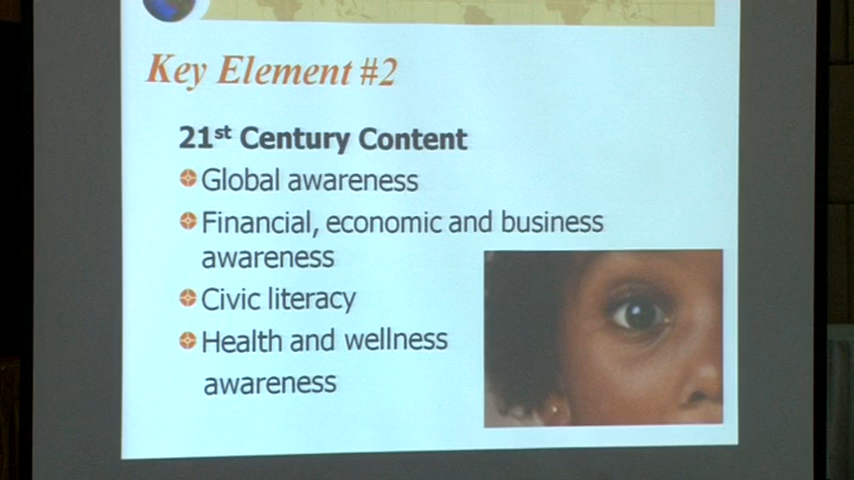 Key Element #2
21st Century Content
Global awareness
Financial, economic and business
awareness
Civic literacy
Health and wellness
awareness